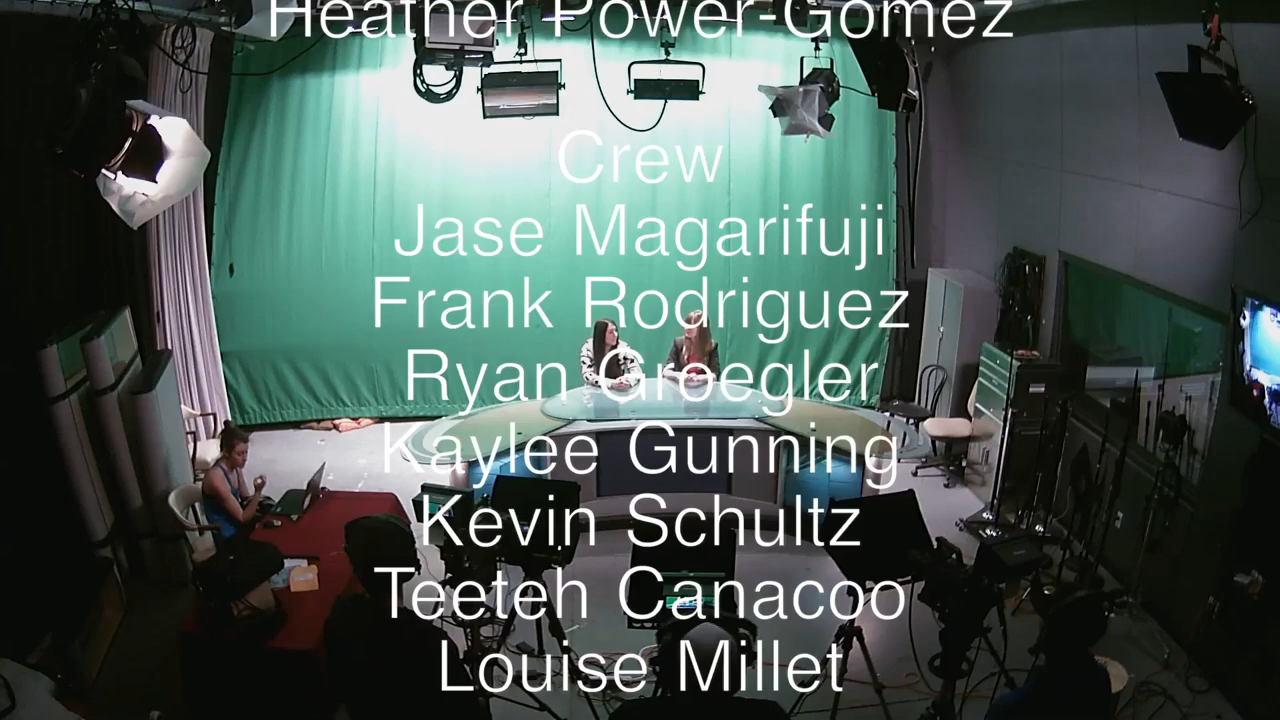 Heather Power-Gomez
Crew
Jase Magarifuji
Frank Rodriguez
Ryan Groegler
Kaylee Gunning
Kevin Schultz
Teeteh Canacoo
Louise Millet